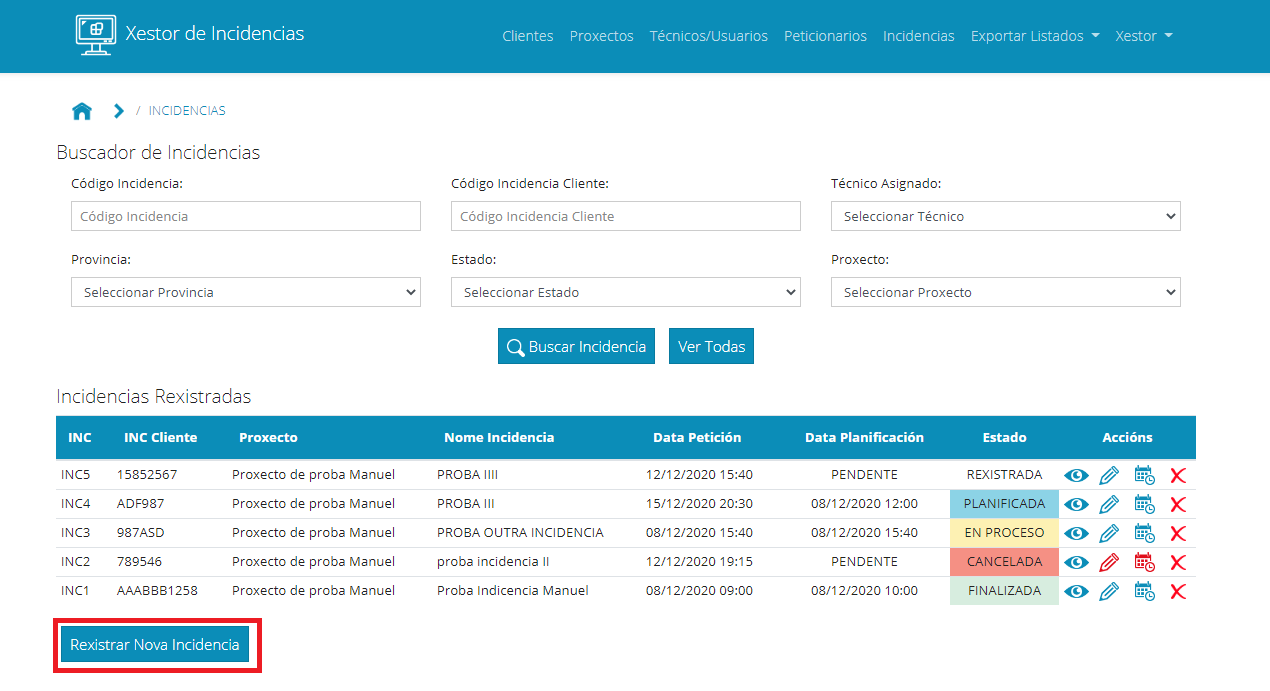 Xestor de Incidencias
Clientes Proxectos Técnicos/Usuarios Peticionarios Incidencias Exportar Listados Xestor
/ INCIDENCIAS
Buscador de Incidencias
Código Incidencia: Código Incidencia Cliente: Técnico Asignado:
Código Incidencia Código Incidencia Cliente Seleccionar Técnico
Provincia: Estado: Proxecto:
Seleccionar Provincia Seleccionar Estado Seleccionar Proxecto
Buscar Incidencia Ver Todas
Incidencias Rexistradas
INC INC Cliente Proxecto Nome Incidencia Data Petición Data Planificación Estado Accións
INC5 15852567 Proxecto de proba Manuel PROBA IIII 12/12/2020 15:40 PENDENTE REXISTRADA
INC4 ADF987 Proxecto de proba Manuel PROBA III 15/12/2020 20:30 08/12/2020 12:00 PLANIFICADA
INC3 987ASD Proxecto de proba Manuel PROBA OUTRA INCIDENCIA 08/12/2020 15:40 08/12/2020 15:40 EN PROCESO
INC2 789546 Proxecto de proba Manuel proba incidencia II 12/12/2020 19:15 PENDENTE CANCELADA
INC1 AAABBB1258 Proxecto de proba Manuel Proba Indicencia Manuel 08/12/2020 09:00 08/12/2020 10:00 FINALIZADA
Rexistrar Nova Incidencia